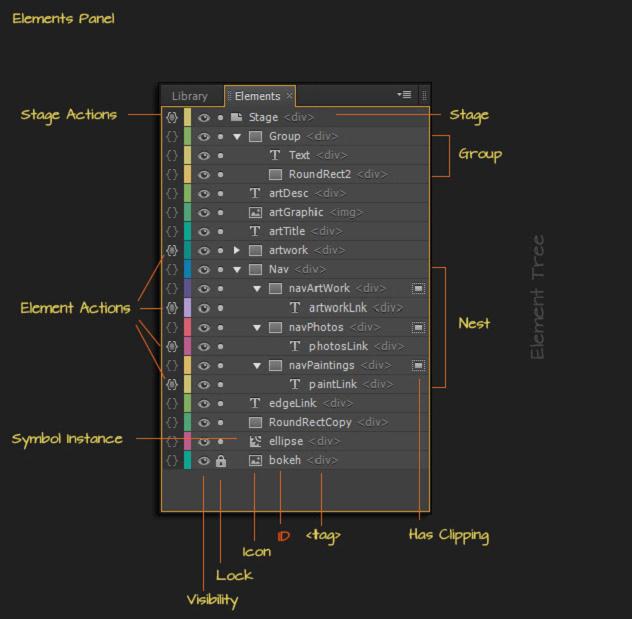 Elements Panel
Library
Elements ×
Stage Actions
Stage <div>
Stage
Group <div>
Group
T Text <div>
RoundRect2 <div>
T artDesc <div>
artGraphic <img>
T artTitle <div>
artwork <div>
Nav <div>
Element Actions
navArtWork <div>
T artworkLnk <div>
navPhotos <div>
Nest
T photosLink <div>
navPaintings <div>
T paintLink <div>
T edgeLink <div>
RoundRectCopy <div>
Symbol Instance
ellipse <div>
bokeh <div>
Element Tree
ID
<tag>
Has Clipping
Icon
Lock
Visibility